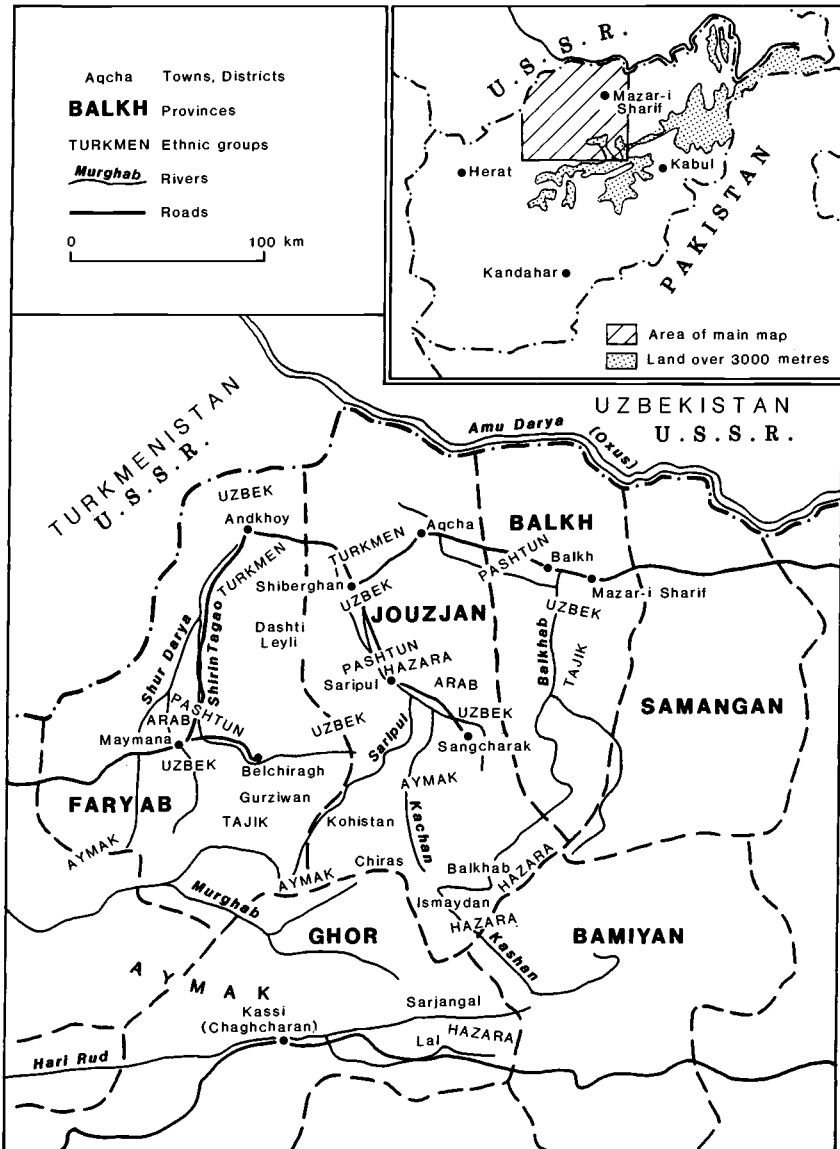 Aqcha Towns, Districts
BALKH Provinces
TURKMEN Ethnic groups
Murghab Rivers
Roads
0 100 km
U.S.S.R.
Mazar-i
Sharif
Herat
Kabul
PAKISTAN
Kandahar
Area of main map
Land over 3000 metres
TURKMENISTAN
U.S.S.R.
UZBEKISTAN
U.S.S.R.
Amu Darya
(Oxus)
UZBEK
Andkhoy
TURKMEN
Aqcha
BALKH
TURKMEN
PASHTUN
Balkh
Shiberghan
Mazar-i Sharif
UZBEK
UZBEK
JOUZJAN
Dashti
Leyli
Shur Darya
Shirin Tagao
PASHTUN
HAZARA
Balkhab
TAJIK
Saripul
ARAB
SAMANGAN
PASHTUN
ARAB
UZBEK
UZBEK
Maymana
Saripul
Sangcharak
UZBEK
Belchiragh
AYMAK
FARYAB
Gurziwan
TAJIK
Kohistan
Kachan
AYMAK
Chiras
Balkhab
HAZARA
AYMAK
Murghab
Ismaydan
HAZARA
GHOR
BAMIYAN
Kashan
AYMAK
Sarjangal
Kassi
(Chaghcharan)
HAZARA
Lal
Hari Rud